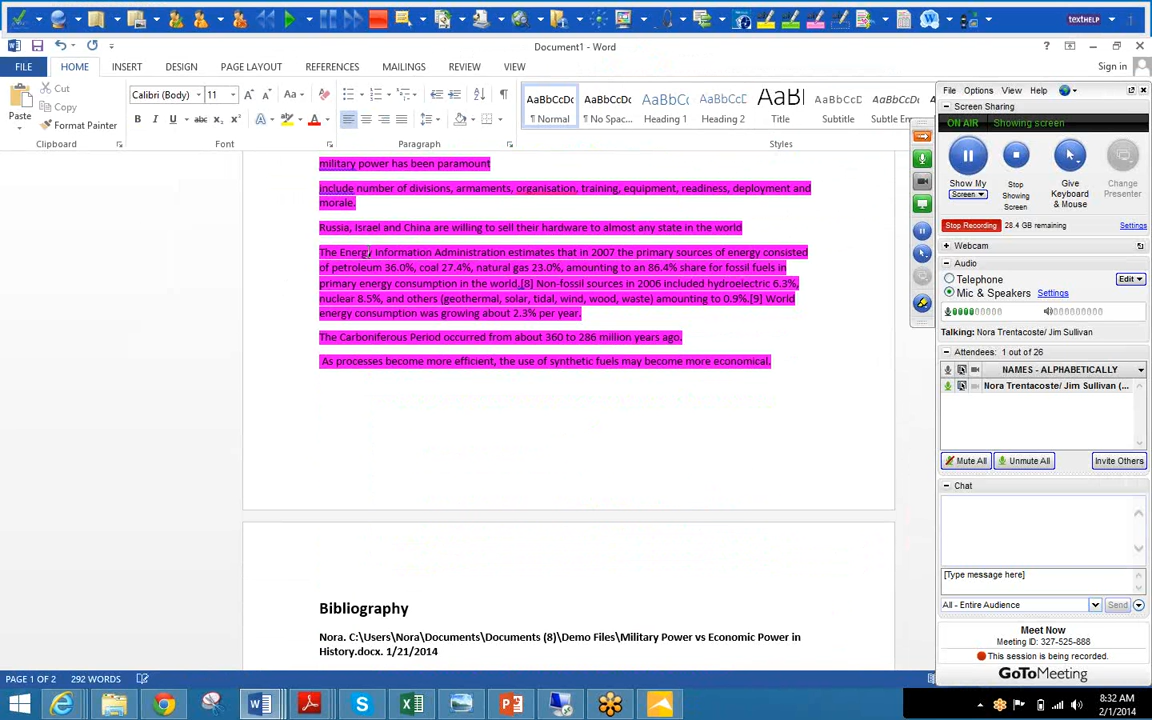 texthelp
Document1 - Word
FILE
HOME
INSERT
DESIGN
PAGE LAYOUT
REFERENCES
MAILINGS
REVIEW
VIEW
Sign in
Paste
Cut
Copy
Format Painter
Clipboard
Calibri (Body)
11
Font
Paragraph
AaBbCcDc
¶ Normal
AaBbCcDc
¶ No Spac...
AaBbCc
Heading 1
AaBbCcD
Heading 2
Title
AaBbCcD
Subtitle
AaBbCcD
Subtle Em
Styles
military power has been paramount
include number of divisions, armaments, organisation, training, equipment, readiness, deployment and
morale.
Russia, Israel and China are willing to sell their hardware to almost any state in the world
The Energy Information Administration estimates that in 2007 the primary sources of energy consisted
of petroleum 36.0%, coal 27.4%, natural gas 23.0%, amounting to an 86.4% share for fossil fuels in
primary energy consumption in the world.[8] Non-fossil sources in 2006 included hydroelectric 6.3%,
nuclear 8.5%, and others (geothermal, solar, tidal, wind, wood, waste) amounting to 0.9%.[9] World
energy consumption was growing about 2.3% per year.
The Carboniferous Period occurred from about 360 to 286 million years ago.
As processes become more efficient, the use of synthetic fuels may become more economical.
Bibliography
Nora. C:\Users\Nora\Documents\Documents (8)\Demo Files\Military Power vs Economic Power in
History.docx. 1/21/2014
PAGE 1 OF 2
292 WORDS
File
Options
View
Help
Screen Sharing
ON AIR
Showing screen
Show My
Screen
Stop
Showing
Screen
Give
Keyboard
& Mouse
Change
Presenter
Stop Recording
28.4 GB remaining
Settings
Webcam
Audio
Telephone
Edit
Mic & Speakers
Settings
Talking: Nora Trentacoste/ Jim Sullivan
Attendees: 1 out of 26
NAMES - ALPHABETICALLY
Nora Trentacoste/ Jim Sullivan (...
Mute All
Unmute All
Invite Others
Chat
[Type message here]
All - Entire Audience
Send
Meet Now
Meeting ID: 327-525-888
This session is being recorded.
GoToMeeting
8:32 AM
2/1/2014